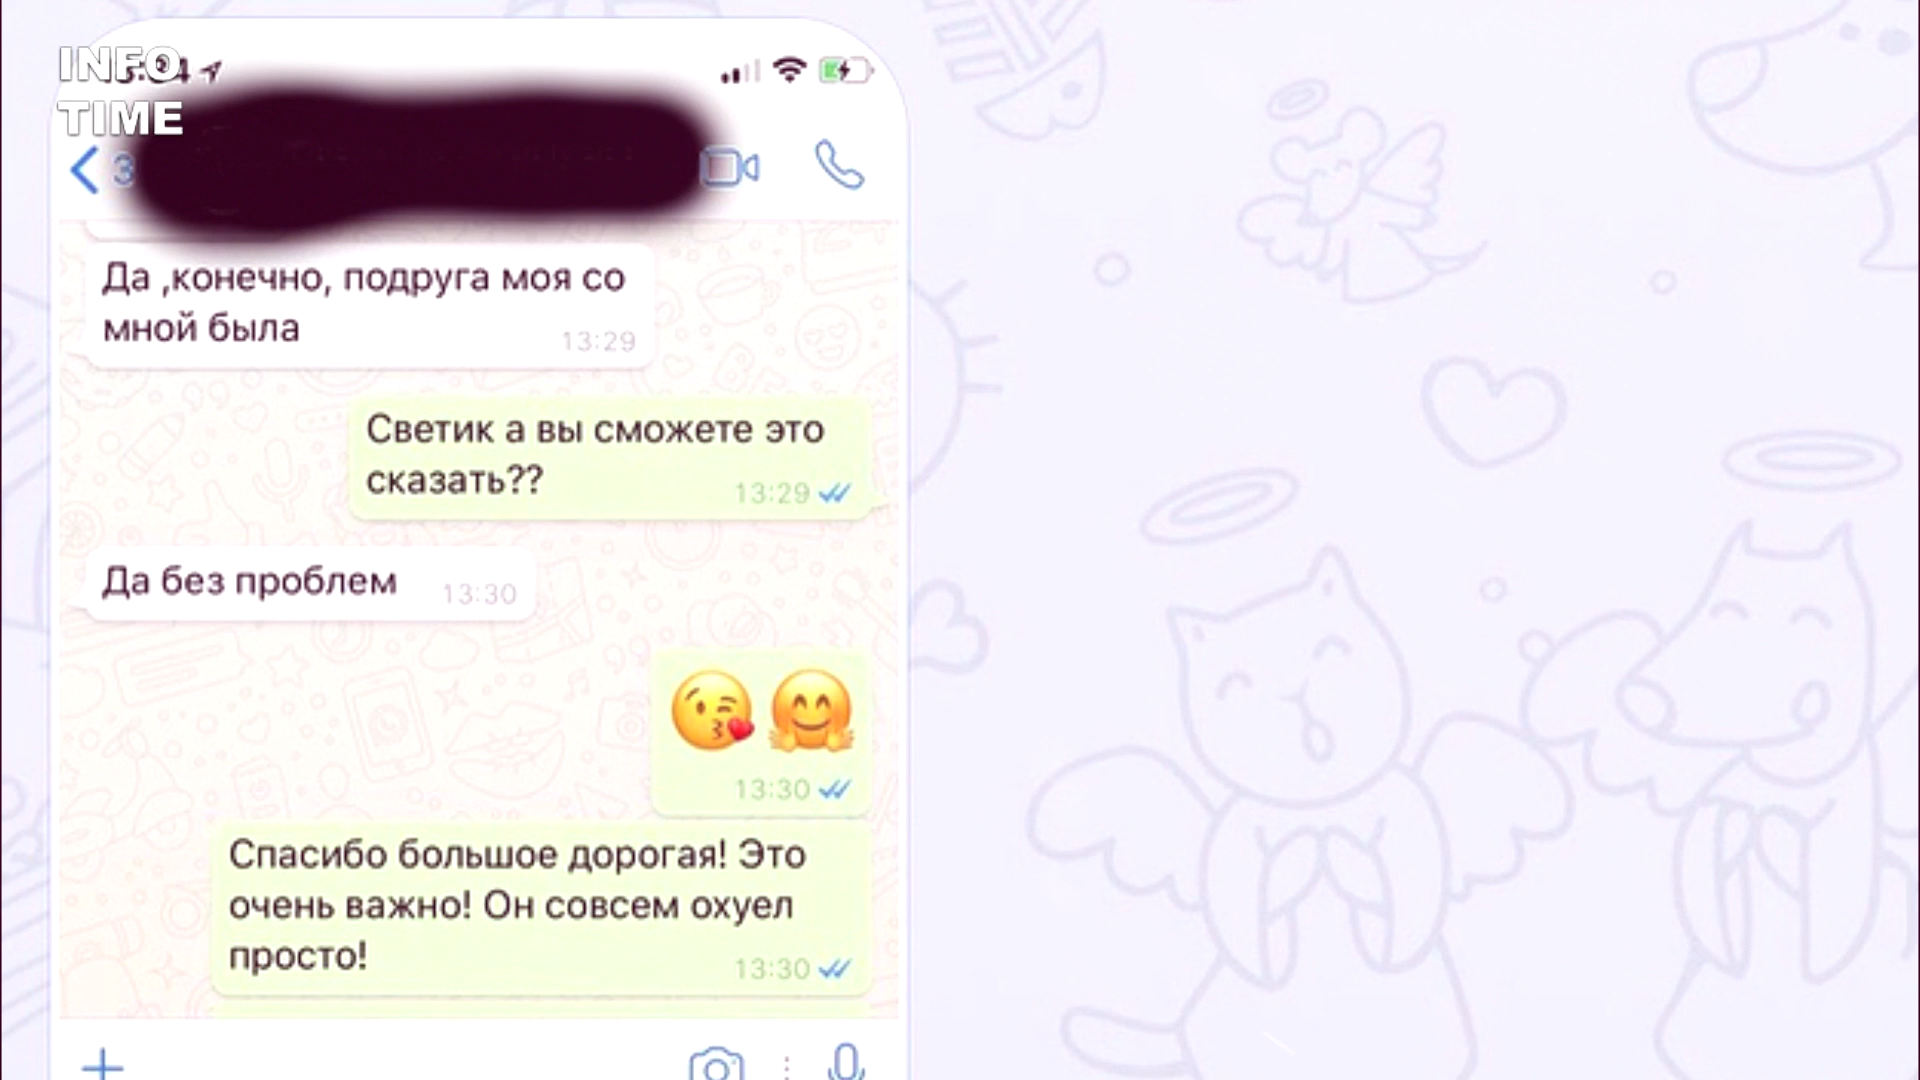 INFO
TIME
3
Да ,конечно, подруга моя со
мной была
13:29
Светик а вы сможете это
сказать??
13:29
Да без проблем
13:30
13:30
Спасибо большое дорогая! Это
очень важно! Он совсем охуел
просто!
13:30